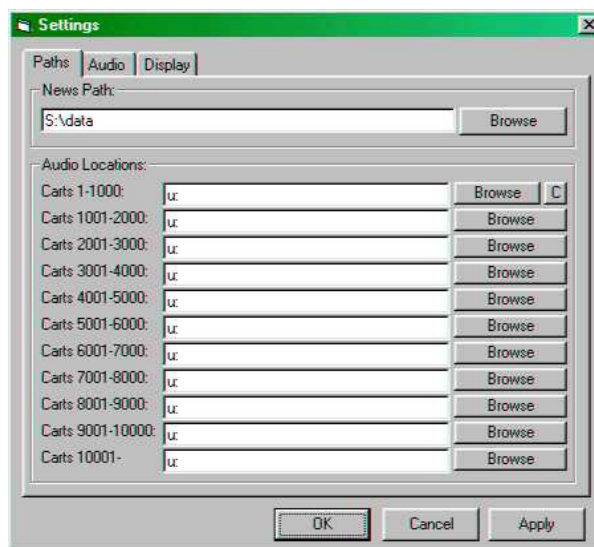 Settings
Paths Audio Display
News Path:
S:\data Browse
Audio Locations:
Carts 1-1000: u: Browse C
Carts 1001-2000: u: Browse
Carts 2001-3000: u: Browse
Carts 3001-4000: u: Browse
Carts 4001-5000: u: Browse
Carts 5001-6000: u: Browse
Carts 6001-7000: u: Browse
Carts 7001-8000: u: Browse
Carts 8001-9000: u: Browse
Carts 9001-10000: u: Browse
Carts 10001- u: Browse
OK Cancel Apply